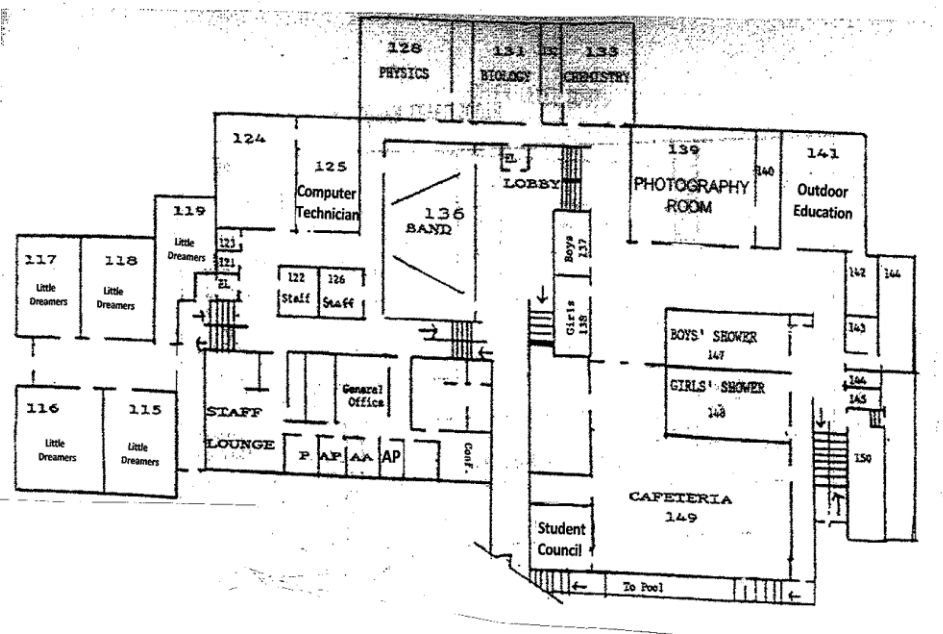 128
PHYSICS
131
BIOLOGY
133
CHEMISTRY
124
125
Computer
Technician
EL
LOBBY
139
PHOTOGRAPHY
ROOM
140
141
Outdoor
Education
119
Little
Dreamers
136
BAND
Boys
137
123
121
EL
117
Little
Dreamers
118
Little
Dreamers
122
Staff
126
Staff
Girls
138
142
144
143
BOYS' SHOWER
147
GIRLS' SHOWER
148
144
145
General
Office
116
Little
Dreamers
115
Little
Dreamers
STAFF
LOUNGE
P
AP
AA
AP
Conf.
150
CAFETERIA
149
Student
Council
To Pool